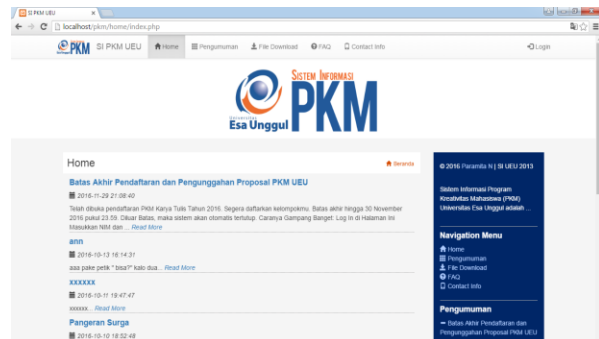 SI PKM UEU
localhost/pkm/home/index.php
PKM SI PKM UEU Home Pengumuman File Download FAQ Contact Info Login
Universitas
Esa Unggul
SISTEM INFORMASI
PKM
Home
Beranda
Batas Akhir Pendaftaran dan Pengunggahan Proposal PKM UEU
2016-11-29 21:08:40
Telah dibuka pendaftaran PKM Karya Tulis Tahun 2016. Segera daftarkan kelompokmu. Batas akhir hingga 30 November
2016 pukul 23.59. Diluar Batas, maka sistem akan otomatis tertutup. Caranya Gampang Banget: Log in di Halaman ini
Masukkan NIM dan ... Read More
ann
2016-10-13 16:14:31
aaa pake petik " bisa?" kalo dua... Read More
xxxxxx
2016-10-11 19:47:47
xxxxxx... Read More
Pangeran Surga
2016-10-10 18:52:48
© 2016 Paramita N | SI UEU 2013
Sistem Informasi Program
Kreativitas Mahasiswa (PKM)
Universitas Esa Unggul adalah ...
Navigation Menu
Home
Pengumuman
File Download
FAQ
Contact Info
Pengumuman
Batas Akhir Pendaftaran dan
Pengunggahan Proposal PKM UEU